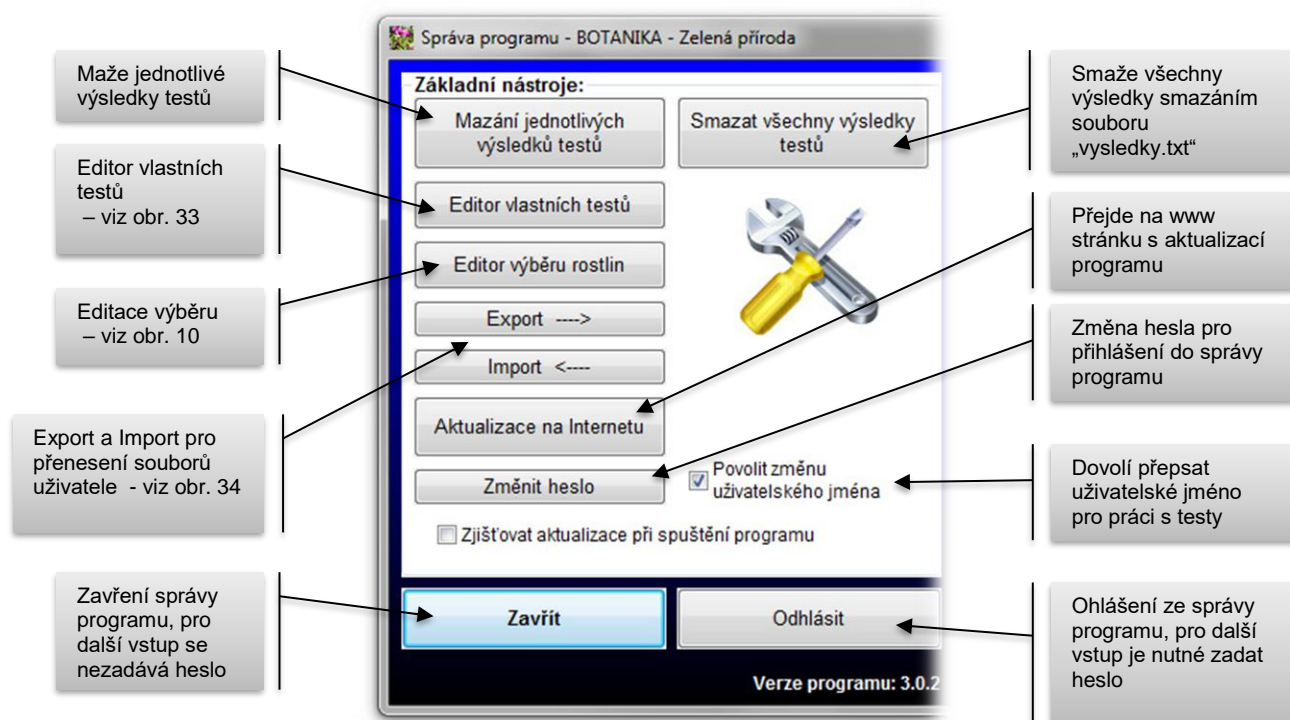 Správa programu - BOTANIKA - Zelená příroda
Maže jednotlivé
výsledky testů
Editor vlastních
testů
– viz obr. 33
Editace výběru
– viz obr. 10
Export a Import pro
přenesení souborů
uživatele - viz obr. 34
Zavření správy
programu, pro
další vstup se
nezadává heslo
Základní nástroje:
Mazání jednotlivých
výsledků testů
Smazat všechny výsledky
testů
Editor vlastních testů
Editor výběru rostlin
Export ---->
Import <----
Aktualizace na Internetu
Změnit heslo
Povolit změnu
uživatelského jména
Zjišťovat aktualizace při spuštění programu
Zavřít
Odhlásit
Verze programu: 3.0.2
Smaže všechny
výsledky smazáním
souboru
„vysledky.txt“
Přejde na www
stránku s aktualizací
programu
Změna hesla pro
přihlášení do správy
programu
Dovolí přepsat
uživatelské jméno
pro práci s testy
Ohlášení ze správy
programu, pro další
vstup je nutné zadat
heslo